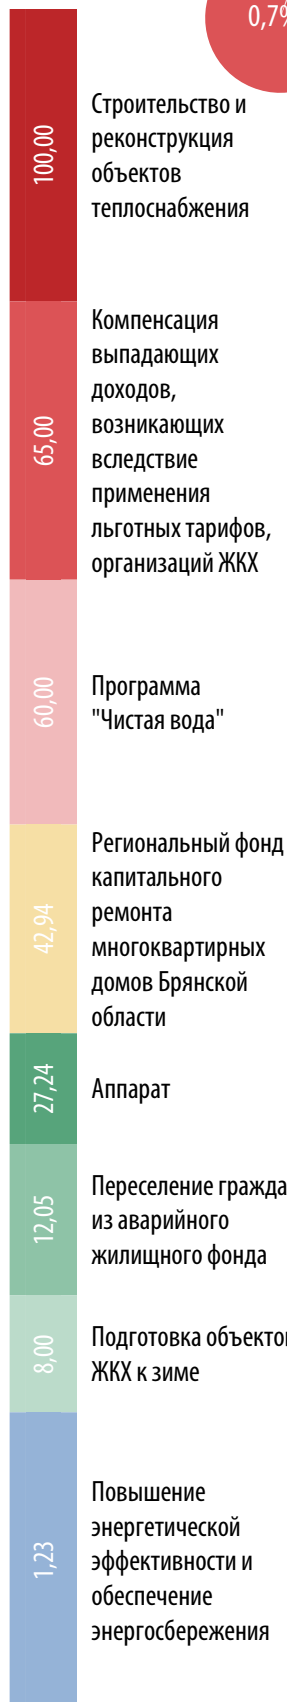 0,7%
100,00
Строительство и
реконструкция
объектов
теплоснабжения
65,00
Компенсация
выпадающих
доходов,
возникающих
вследствие
применения
льготных тарифов,
организаций ЖКХ
60,00
Программа
"Чистая вода"
42,94
Региональный фонд
капитального
ремонта
многоквартирных
домов Брянской
области
27,24
Аппарат
12,05
Переселение гражда
из аварийного
жилищного фонда
8,00
Подготовка объектов
ЖКХ к зиме
1,23
Повышение
энергетической
эффективности и
обеспечение
энергосбережения